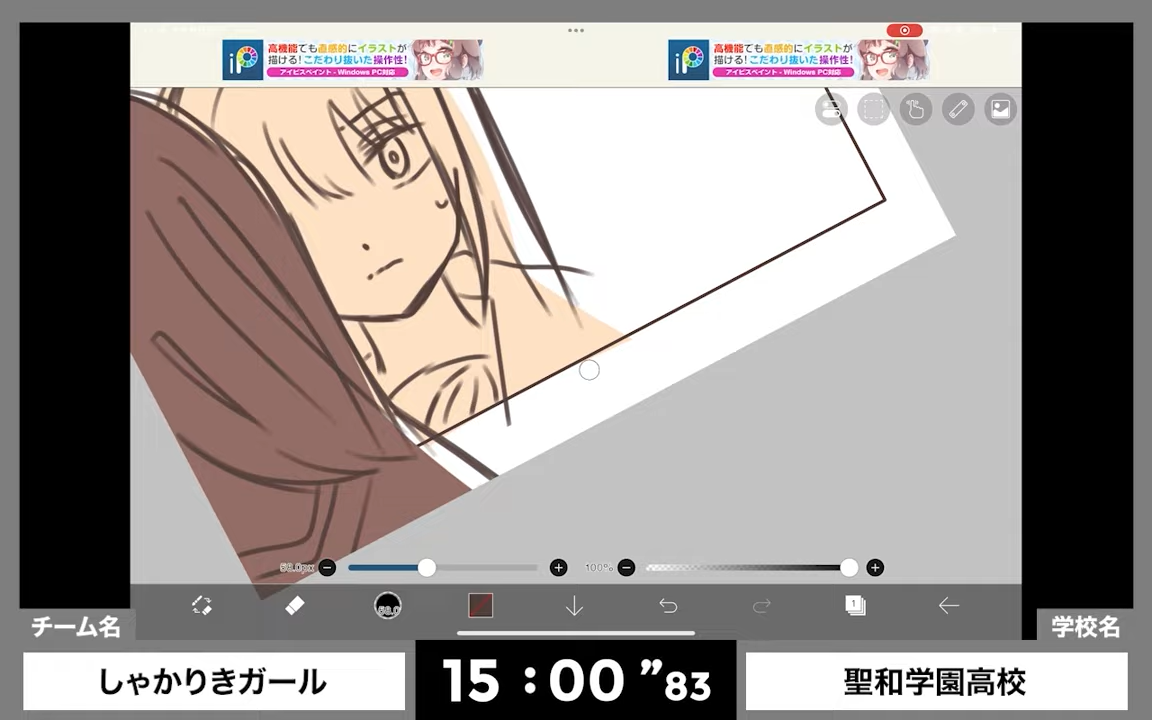 高機能でも直感的にイラストが
描ける!こだわり抜いた操作性!
アイビスペイント - Windows PC対応
高機能でも直感的にイラストが
描ける!こだわり抜いた操作性!
アイビスペイント - Windows PC対応
100%
58.0
1
チーム名
学校名
しゃかりきガール
15:00"83
聖和学園高校